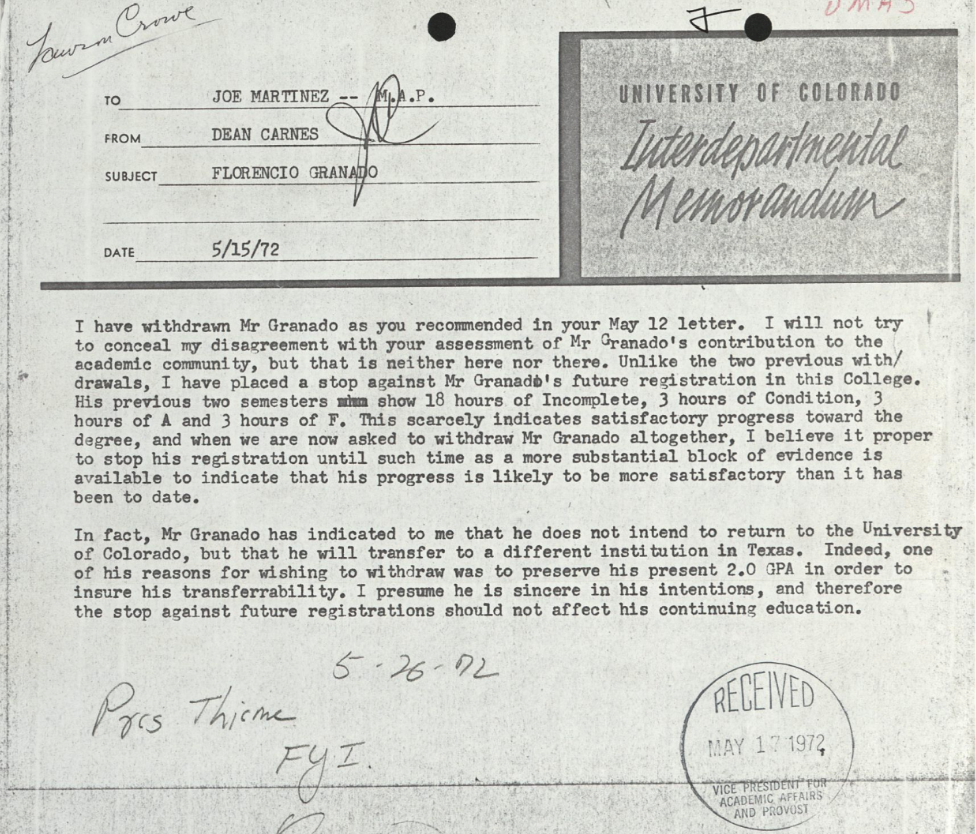 Lawson Crowe
UMAS
TO JOE MARTINEZ -- M.A.P.
FROM DEAN CARNES
SUBJECT FLORENCIO GRANADO
DATE 5/15/72
UNIVERSITY OF COLORADO
Interdepartmental
Memorandum
I have withdrawn Mr Granado as you recommended in your May 12 letter. I will not try
to conceal my disagreement with your assessment of Mr Granado's contribution to the
academic community, but that is neither here nor there. Unlike the two previous with/
drawals, I have placed a stop against Mr Granado's future registration in this College.
His previous two semesters show 18 hours of Incomplete, 3 hours of Condition, 3
hours of A and 3 hours of F. This scarcely indicates satisfactory progress toward the
degree, and when we are now asked to withdraw Mr Granado altogether, I believe it proper
to stop his registration until such time as a more substantial block of evidence is
available to indicate that his progress is likely to be more satisfactory than it has
been to date.
In fact, Mr Granado has indicated to me that he does not intend to return to the University
of Colorado, but that he will transfer to a different institution in Texas. Indeed, one
of his reasons for wishing to withdraw was to preserve his present 2.0 GPA in order to
insure his transferrability. I presume he is sincere in his intentions, and therefore
the stop against future registrations should not affect his continuing education.
5-26-72
Pres Thieme
FYI.
RECEIVED
MAY 17 1972
VICE PRESIDENT FOR
ACADEMIC AFFAIRS
AND PROVOST